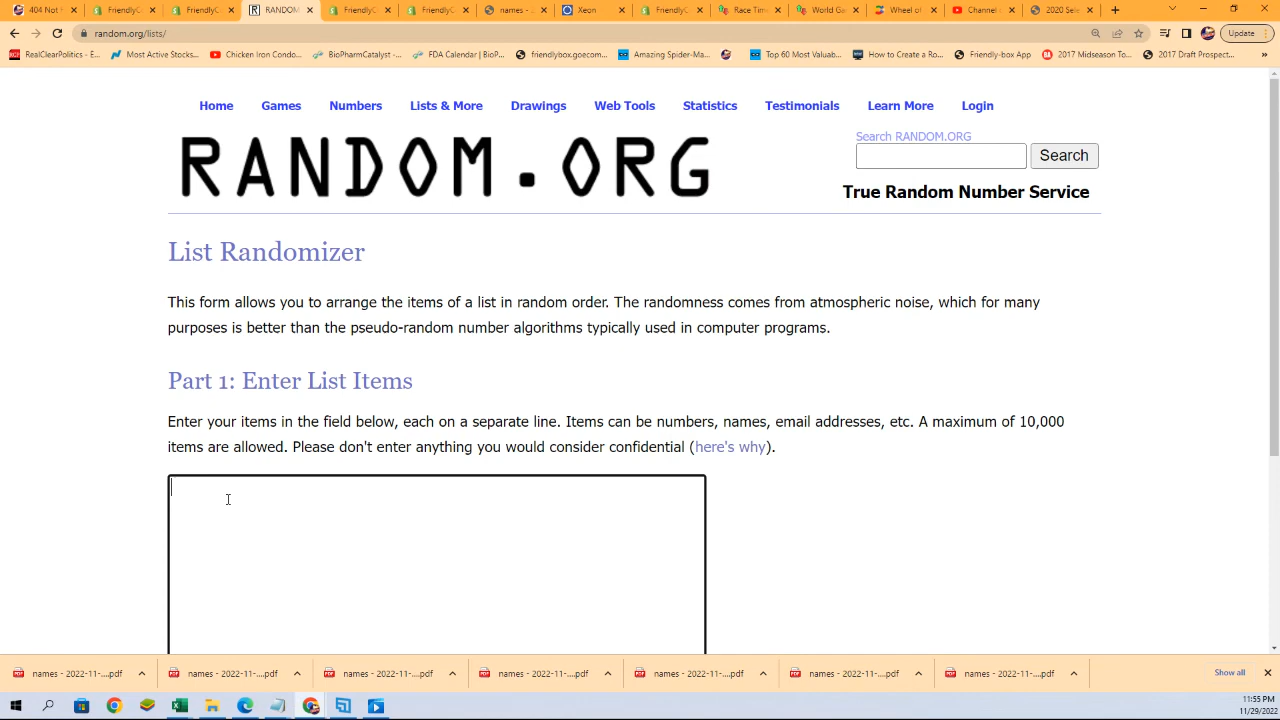 404 Not F
FriendlyC
FriendlyC
RANDOM
FriendlyC
FriendlyC
names - 2
Xeon
FriendlyC
Race Time
World Ga
Wheel of
Channel c
2020 Sele
random.org/lists/
Update
RealClearPolitics - E...
Most Active Stocks...
Chicken Iron Condo...
BioPharmCatalyst -...
FDA Calendar | BioP...
friendlybox.goecom...
Amazing Spider-Ma...
Top 60 Most Valuab...
How to Create a Ro...
Friendly-box App
2017 Midseason To...
2017 Draft Prospect...
Home Games Numbers Lists & More Drawings Web Tools Statistics Testimonials Learn More Login
RANDOM.ORG
Search RANDOM.ORG
Search
True Random Number Service
List Randomizer
This form allows you to arrange the items of a list in random order. The randomness comes from atmospheric noise, which for many
purposes is better than the pseudo-random number algorithms typically used in computer programs.
Part 1: Enter List Items
Enter your items in the field below, each on a separate line. Items can be numbers, names, email addresses, etc. A maximum of 10,000
items are allowed. Please don't enter anything you would consider confidential (here's why).
names - 2022-11-....pdf
names - 2022-11-....pdf
names - 2022-11-....pdf
names - 2022-11-....pdf
names - 2022-11-....pdf
names - 2022-11-....pdf
names - 2022-11-....pdf
Show all
11:55 PM
11/29/2022